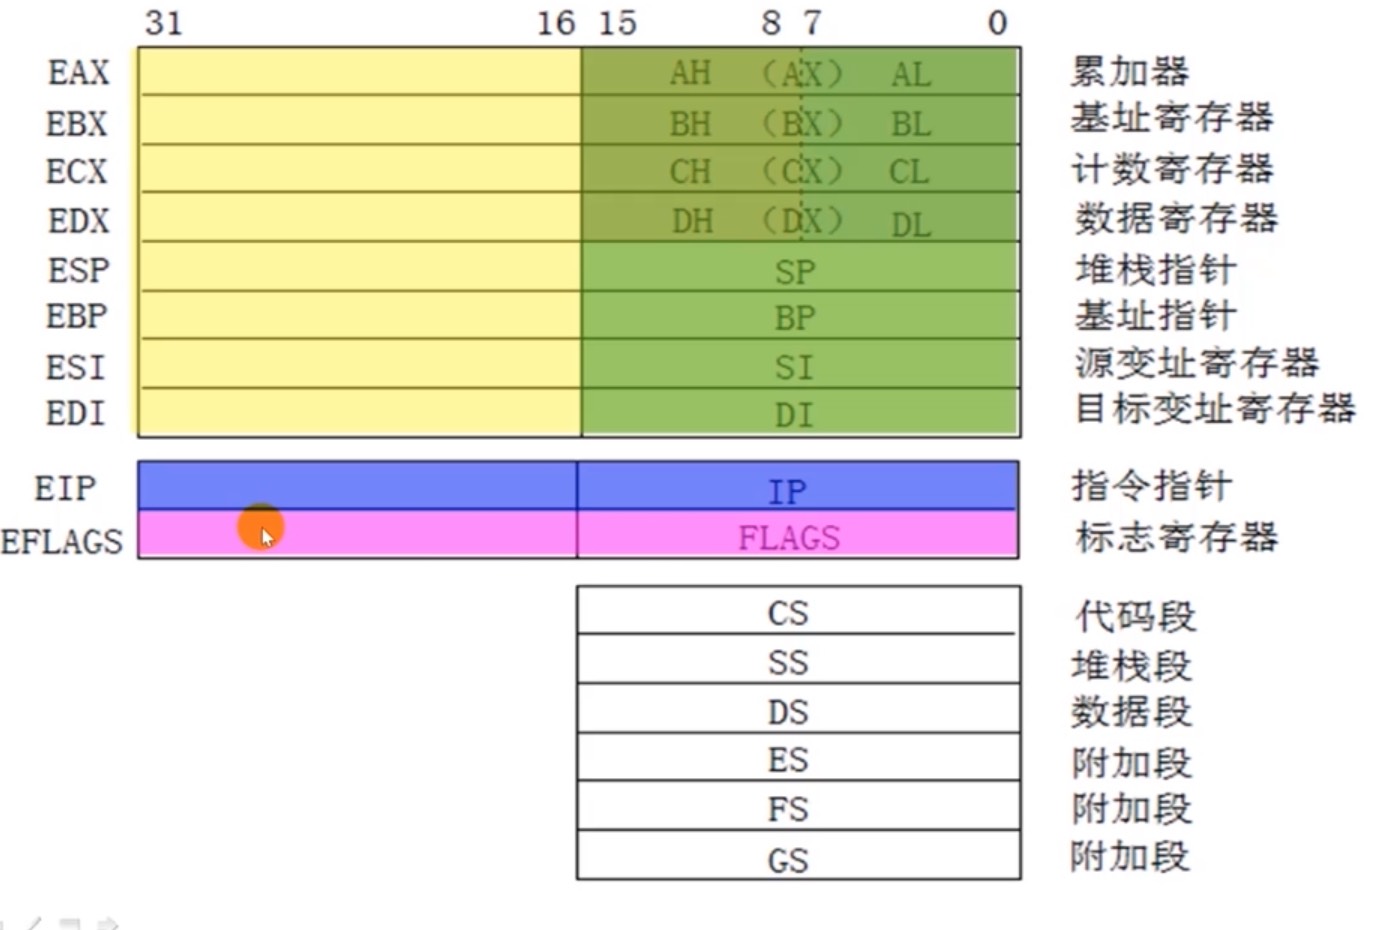 31 16 15 8 7 0
EAX AH (AX) AL 累加器
EBX BH (BX) BL 基址寄存器
ECX CH (CX) CL 计数寄存器
EDX DH (DX) DL 数据寄存器
ESP SP 堆栈指针
EBP BP 基址指针
ESI SI 源变址寄存器
EDI DI 目标变址寄存器
EIP IP 指令指针
EFLAGS FLAGS 标志寄存器
CS 代码段
SS 堆栈段
DS 数据段
ES 附加段
FS 附加段
GS 附加段